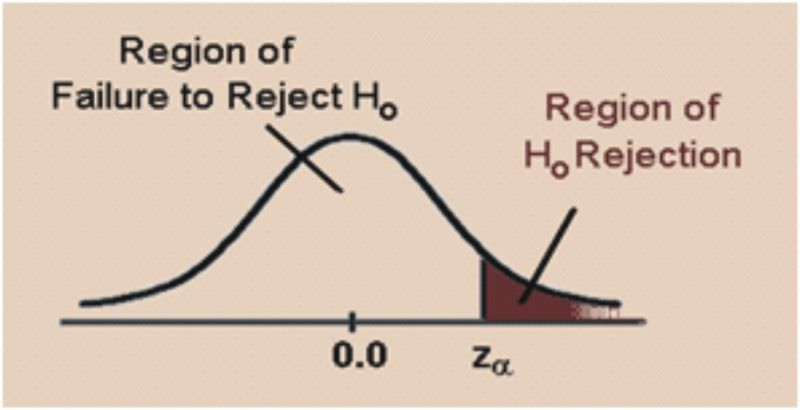 Region of
Failure to Reject Hₒ
Region of
Hₒ Rejection
0.0
zα